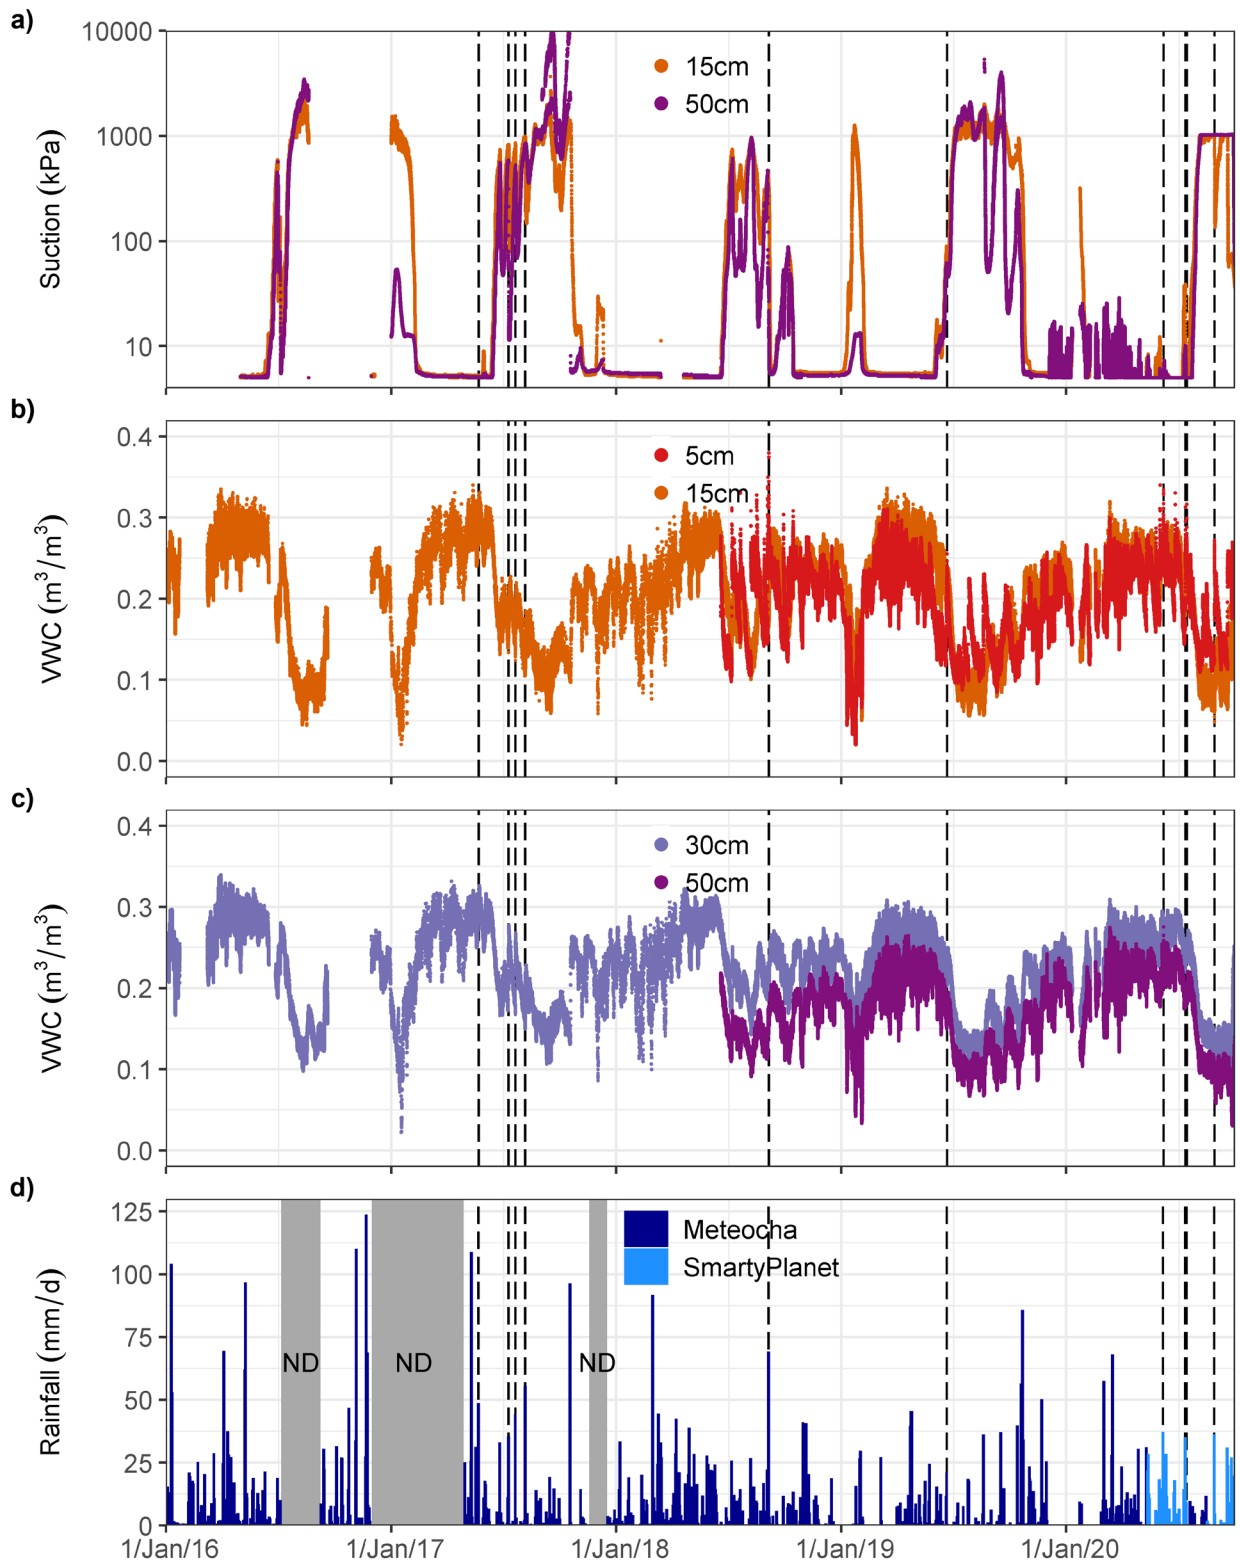 a)
10000
1000
100
10
Suction (kPa)
15cm
50cm
b)
0.4
0.3
0.2
0.1
0.0
VWC (m³/m³)
5cm
15cm
c)
0.4
0.3
0.2
0.1
0.0
VWC (m³/m³)
30cm
50cm
d)
125
100
75
50
25
0
Rainfall (mm/d)
Meteocha
SmartyPlanet
ND
ND
ND
1/Jan/16
1/Jan/17
1/Jan/18
1/Jan/19
1/Jan/20